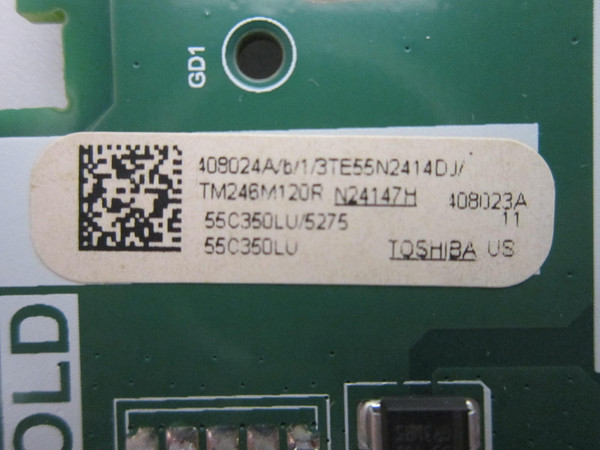 GD1
408024A/b/1/3TE55N2414DJ/
TM246M120R N24147H 408023A
55C350LU/5275 11
55C350LU TOSHIBA US
OLD